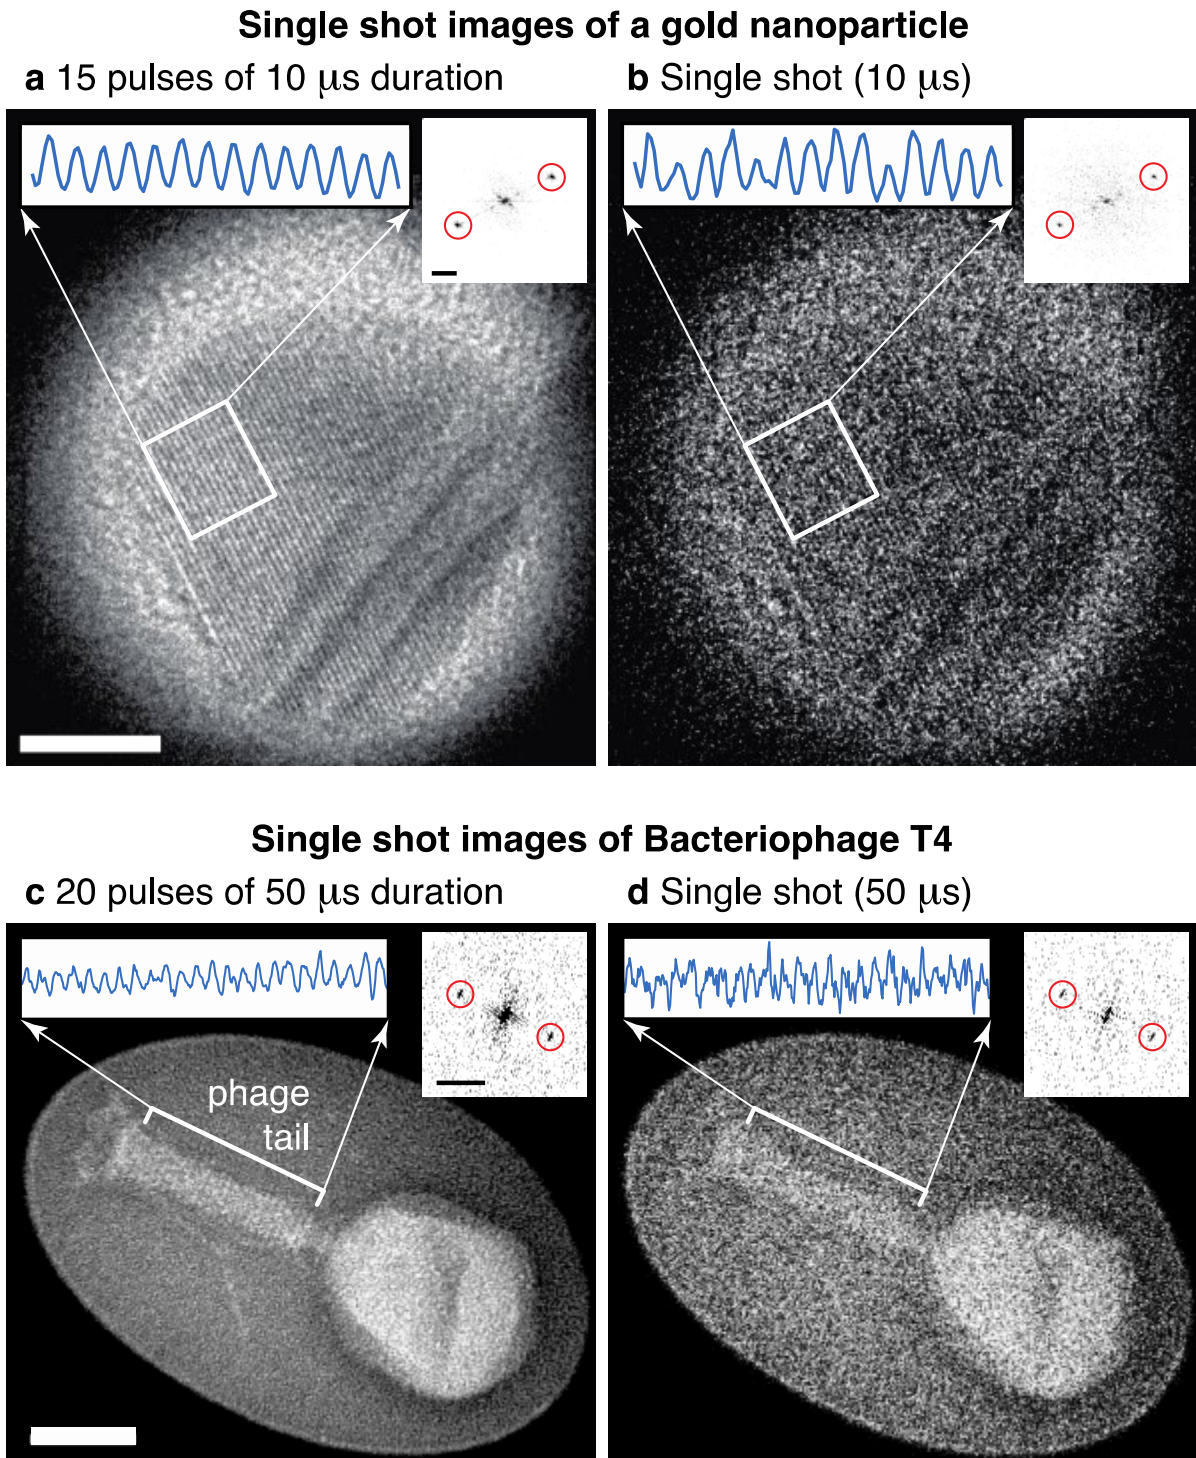 Single shot images of a gold nanoparticle
a 15 pulses of 10 μs duration
b Single shot (10 μs)
Single shot images of Bacteriophage T4
c 20 pulses of 50 μs duration
d Single shot (50 μs)
phage
tail